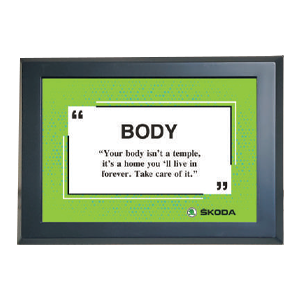 “
BODY
“Your body isn't a temple,
it's a home you 'll live in
forever. Take care of it."
”
ŠKODA